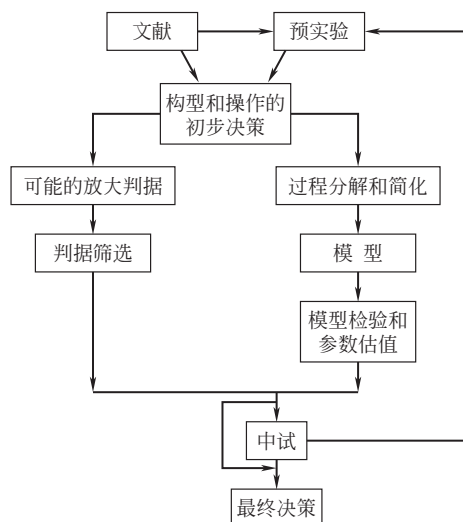 文献
预实验
构型和操作的
初步决策
可能的放大判据
过程分解和简化
判据筛选
模 型
模型检验和
参数估值
中试
最终决策